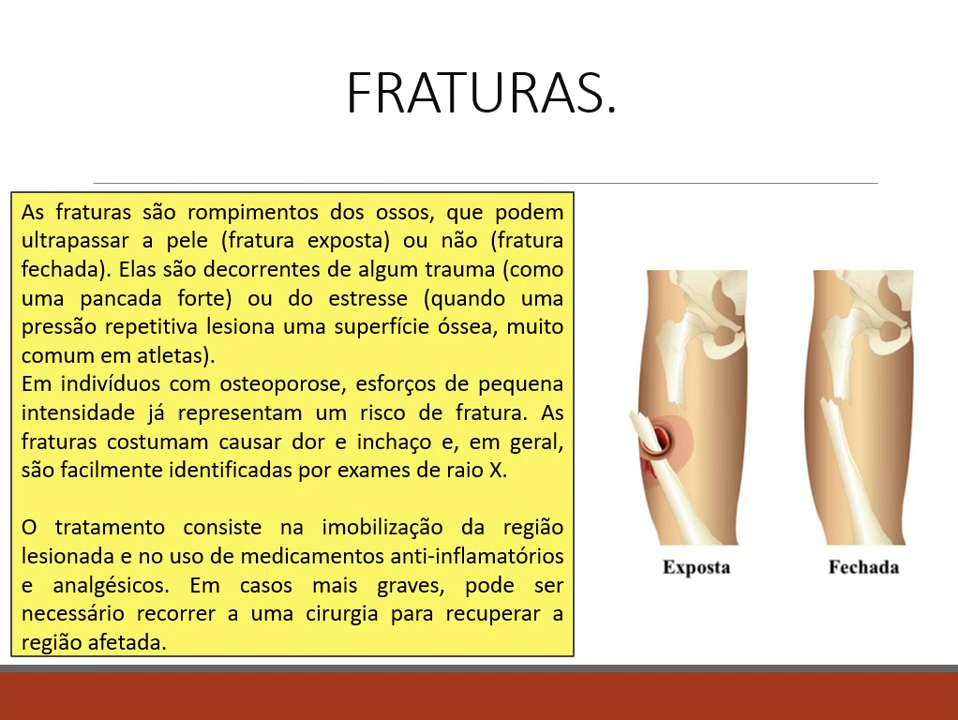 FRATURAS.
As fraturas são rompimentos dos ossos, que podem
ultrapassar a pele (fratura exposta) ou não (fratura
fechada). Elas são decorrentes de algum trauma (como
uma pancada forte) ou do estresse (quando uma
pressão repetitiva lesiona uma superfície óssea, muito
comum em atletas).
Em indivíduos com osteoporose, esforços de pequena
intensidade já representam um risco de fratura. As
fraturas costumam causar dor e inchaço e, em geral,
são facilmente identificadas por exames de raio X.
O tratamento consiste na imobilização da região
lesionada e no uso de medicamentos anti-inflamatórios
e analgésicos. Em casos mais graves, pode ser
necessário recorrer a uma cirurgia para recuperar a
região afetada.
Exposta
Fechada